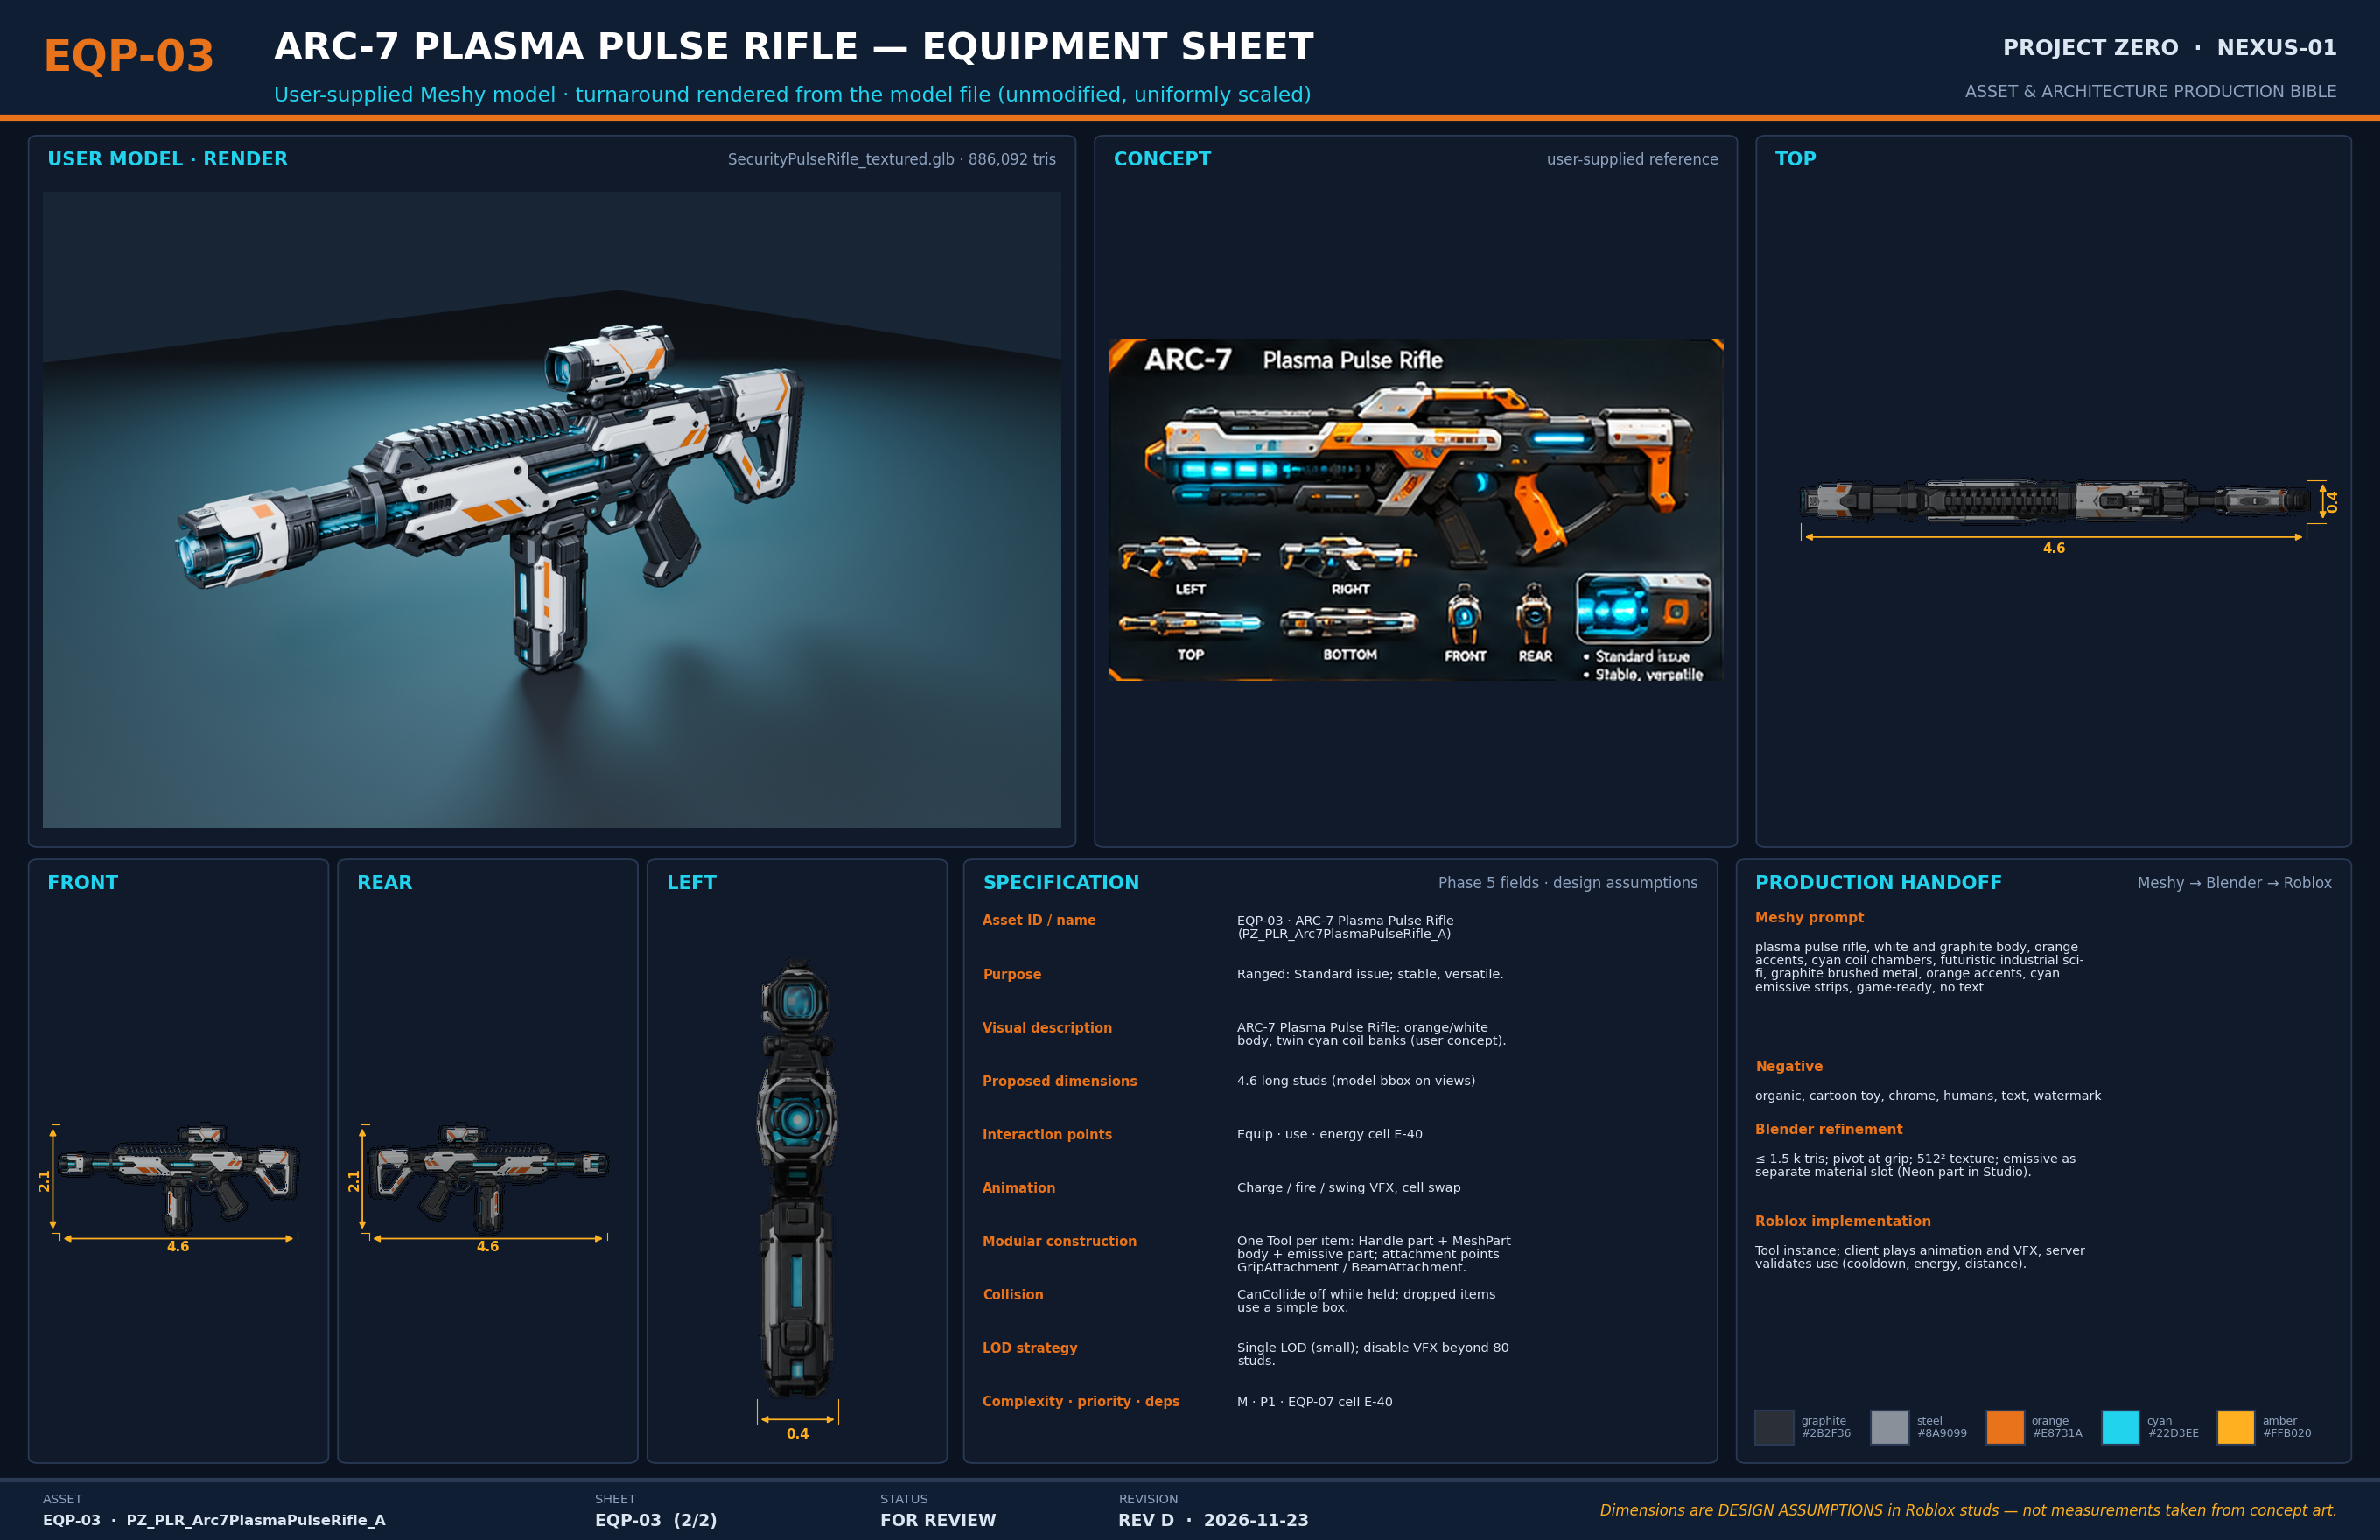 EQP-03
ARC-7 PLASMA PULSE RIFLE — EQUIPMENT SHEET
User-supplied Meshy model · turnaround rendered from the model file (unmodified, uniformly scaled)
PROJECT ZERO · NEXUS-01
ASSET & ARCHITECTURE PRODUCTION BIBLE
USER MODEL · RENDER
SecurityPulseRifle_textured.glb · 886,092 tris
CONCEPT
user-supplied reference
ARC-7 Plasma Pulse Rifle
LEFT
RIGHT
TOP
BOTTOM
FRONT
REAR
• Standard issue
• Stable, versatile
TOP
0.4
4.6
FRONT
2.1
4.6
REAR
2.1
4.6
LEFT
0.4
SPECIFICATION
Phase 5 fields · design assumptions
Asset ID / name
EQP-03 · ARC-7 Plasma Pulse Rifle
(PZ_PLR_Arc7PlasmaPulseRifle_A)
Purpose
Ranged: Standard issue; stable, versatile.
Visual description
ARC-7 Plasma Pulse Rifle: orange/white
body, twin cyan coil banks (user concept).
Proposed dimensions
4.6 long studs (model bbox on views)
Interaction points
Equip · use · energy cell E-40
Animation
Charge / fire / swing VFX, cell swap
Modular construction
One Tool per item: Handle part + MeshPart
body + emissive part; attachment points
GripAttachment / BeamAttachment.
Collision
CanCollide off while held; dropped items
use a simple box.
LOD strategy
Single LOD (small); disable VFX beyond 80
studs.
Complexity · priority · deps
M · P1 · EQP-07 cell E-40
PRODUCTION HANDOFF
Meshy → Blender → Roblox
Meshy prompt
plasma pulse rifle, white and graphite body, orange
accents, cyan coil chambers, futuristic industrial sci-
fi, graphite brushed metal, orange accents, cyan
emissive strips, game-ready, no text
Negative
organic, cartoon toy, chrome, humans, text, watermark
Blender refinement
≤ 1.5 k tris; pivot at grip; 512² texture; emissive as
separate material slot (Neon part in Studio).
Roblox implementation
Tool instance; client plays animation and VFX, server
validates use (cooldown, energy, distance).
graphite
#2B2F36
steel
#8A9099
orange
#E8731A
cyan
#22D3EE
amber
#FFB020
ASSET
EQP-03 · PZ_PLR_Arc7PlasmaPulseRifle_A
SHEET
EQP-03 (2/2)
STATUS
FOR REVIEW
REVISION
REV D · 2026-11-23
Dimensions are DESIGN ASSUMPTIONS in Roblox studs — not measurements taken from concept art.